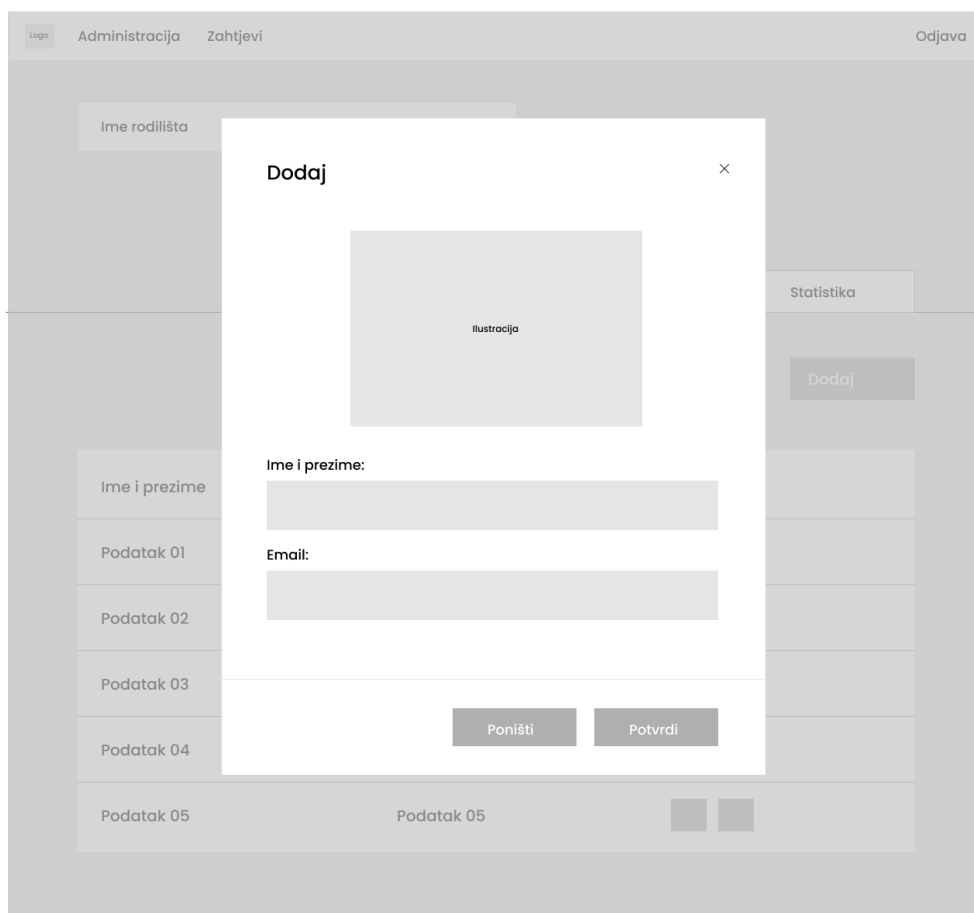 Logo Administracija Zahtjevi Odjava
Ime rodilišta
Dodaj
Ilustracija
Statistika
Dodaj
Ime i prezime:
Email:
Poništi Potvrdi
Ime i prezime
Podatak 01
Podatak 02
Podatak 03
Podatak 04
Podatak 05 Podatak 05